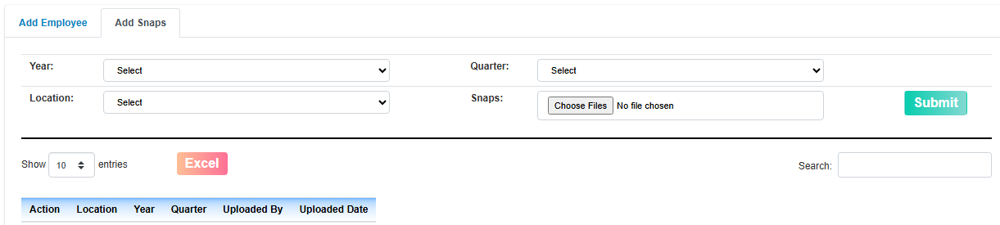 Add Employee Add Snaps
Year: Select Quarter: Select
Location: Select Snaps: Choose Files No file chosen Submit
Show 10 entries Excel Search:
Action Location Year Quarter Uploaded By Uploaded Date